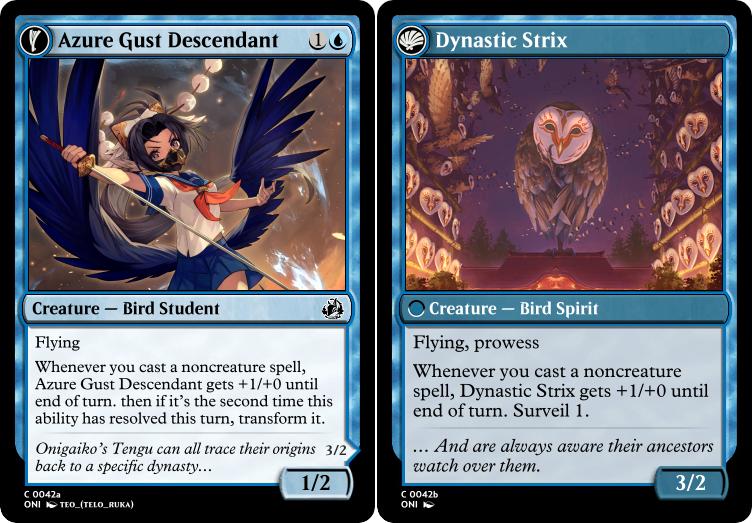 Azure Gust Descendant 1
Creature — Bird Student
Flying
Whenever you cast a noncreature spell,
Azure Gust Descendant gets +1/+0 until
end of turn. then if it's the second time this
ability has resolved this turn, transform it.
Onigaiko's Tengu can all trace their origins
back to a specific dynasty…
3/2
1/2
C 0042a
ONI TEO_(TELO_RUKA)
Dynastic Strix
Creature — Bird Spirit
Flying, prowess
Whenever you cast a noncreature
spell, Dynastic Strix gets +1/+0 until
end of turn. Surveil 1.
… And are always aware their ancestors
watch over them.
3/2
C 0042b
ONI